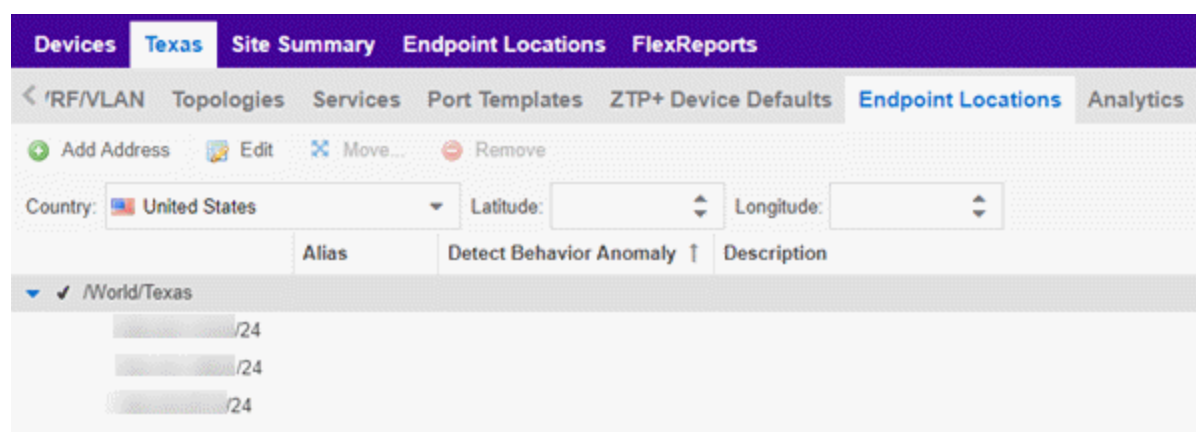 Devices Texas Site Summary Endpoint Locations FlexReports
/RF/VLAN Topologies Services Port Templates ZTP+ Device Defaults Endpoint Locations Analytics
Add Address Edit Move... Remove
Country: United States Latitude: Longitude:
Alias Detect Behavior Anomaly ↑ Description
/World/Texas
/24
/24
/24